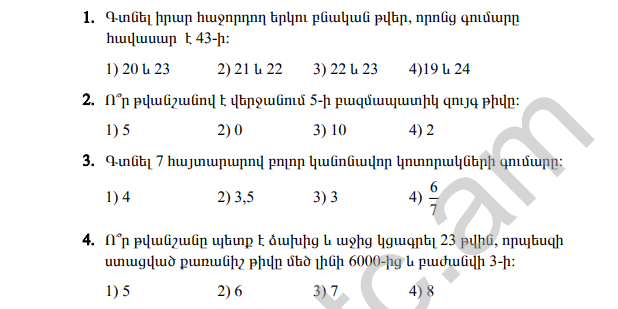 1. Գտնել իրար հաջորդող երկու բնական թվեր, որոնց գումարը
հավասար է 43-ի:
1) 20 և 23 2) 21 և 22 3) 22 և 23 4)19 և 24
2. Ո՞ր թվանշանով է վերջանում 5-ի բազմապատիկ զույգ թիվը:
1) 5 2) 0 3) 10 4) 2
3. Գտնել 7 հայտարարով բոլոր կանոնավոր կոտորակների գումարը:
1) 4 2) 3,5 3) 3 4) 6/7
4. Ո՞ր թվանշանը պետք է ձախից և աջից կցագրել 23 թվին, որպեսզի
ստացված քառանիշ թիվը մեծ լինի 6000-ից և բաժանվի 3-ի:
1) 5 2) 6 3) 7 4) 8
tc.am